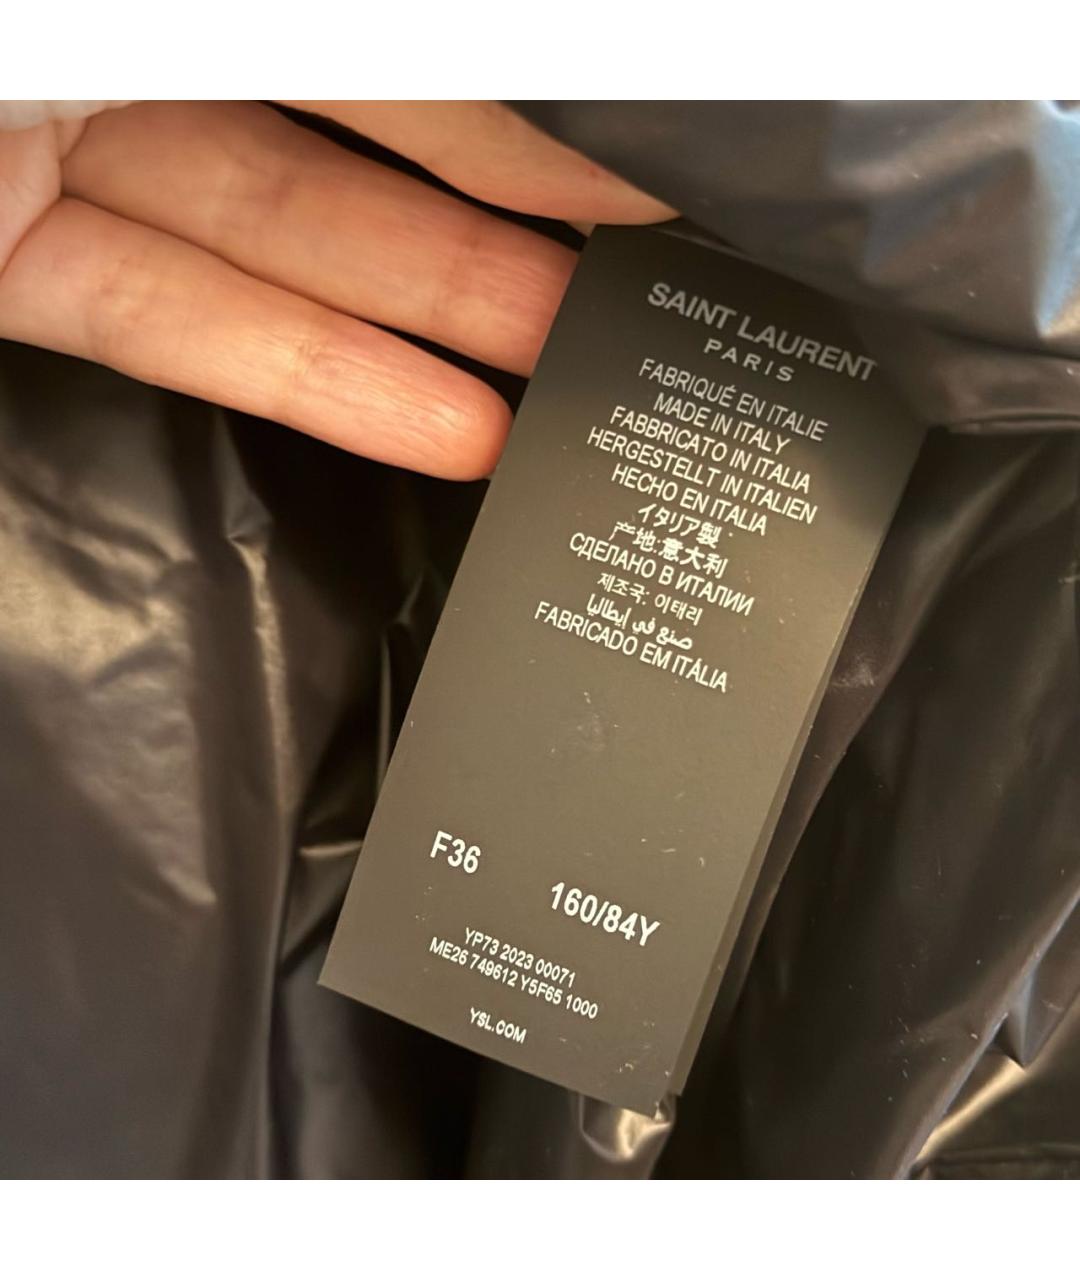 SAINT LAURENT
PARIS
FABRIQUÉ EN ITALIE
MADE IN ITALY
FABBRICATO IN ITALIA
HERGESTELLT IN ITALIEN
HECHO EN ITALIA
イタリア製
产地:意大利
СДЕЛАНО В ИТАЛИИ
제조국: 이태리
صنع في إيطاليا
FABRICADO EM ITÁLIA
F36
160/84Y
YP73 2023 00071
ME26 749612 Y5F65 1000
YSL.COM